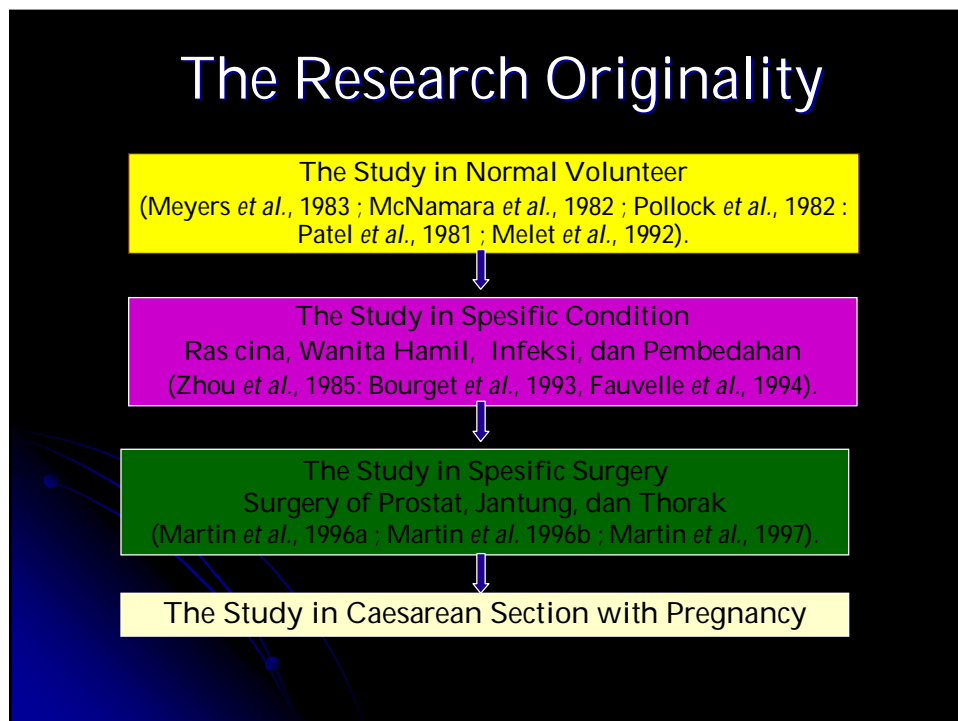 The Research Originality
The Study in Normal Volunteer
(Meyers et al., 1983 ; McNamara et al., 1982 ; Pollock et al., 1982 :
Patel et al., 1981 ; Melet et al., 1992).
The Study in Spesific Condition
Ras cina, Wanita Hamil, Infeksi, dan Pembedahan
(Zhou et al., 1985: Bourget et al., 1993, Fauvelle et al., 1994).
The Study in Spesific Surgery
Surgery of Prostat, Jantung, dan Thorak
(Martin et al., 1996a ; Martin et al. 1996b ; Martin et al., 1997).
The Study in Caesarean Section with Pregnancy